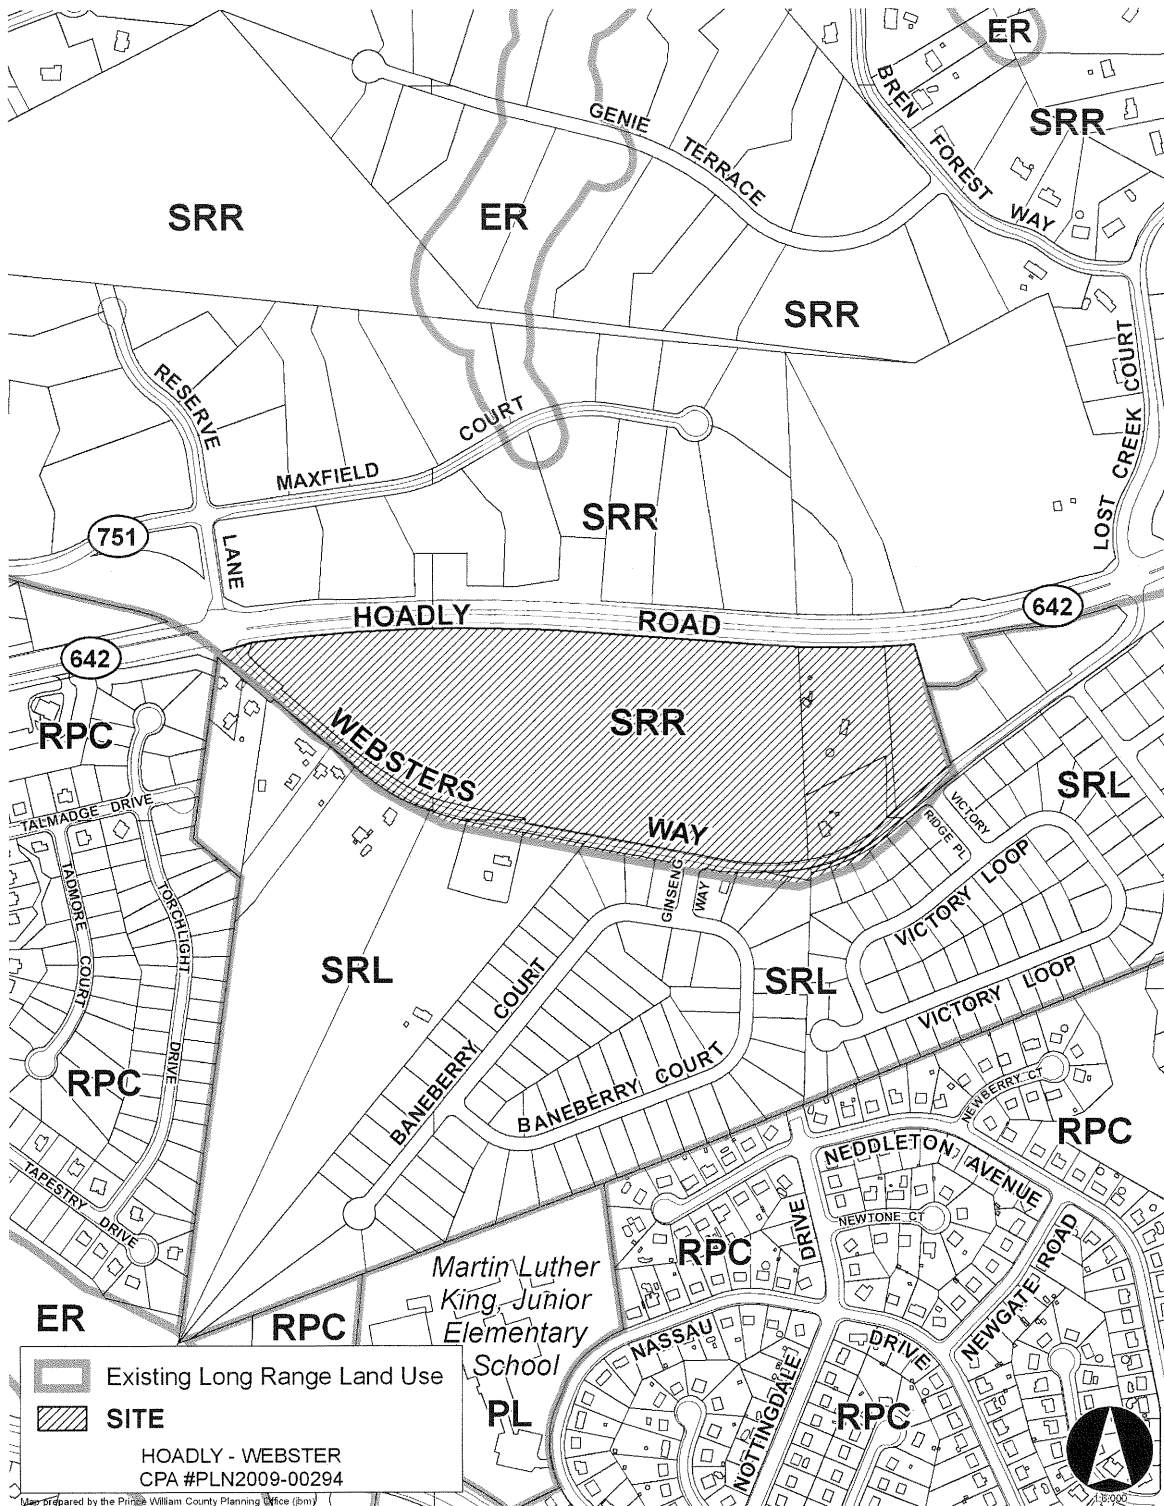 ER
SRR
BREN FOREST WAY
GENIE TERRACE
SRR
ER
SRR
RESERVE LANE
MAXFIELD COURT
LOST CREEK COURT
SRR
751
HOADLY ROAD
642
642
RPC
WEBSTERS WAY
SRR
SRL
TALMADGE DRIVE
VICTORY RIDGE PL
VICTORY LOOP
TADMORE COURT
TORCHLIGHT DRIVE
GINSENG WAY
SRL
BANEBERRY COURT
SRL
VICTORY LOOP
RPC
BANEBERRY COURT
NEWBERRY CT
RPC
NEDDLETON AVENUE
TAPESTRY DRIVE
NEWTONE CT
DRIVE
RPC
NEWGATE ROAD
Martin Luther
King, Junior
Elementary
School
ER
RPC
NASSAU DRIVE
NOTTINGDALE
PL
RPC
Existing Long Range Land Use
SITE
HOADLY - WEBSTER
CPA #PLN2009-00294
Map prepared by the Prince William County Planning Office (jbm)
1:6,000